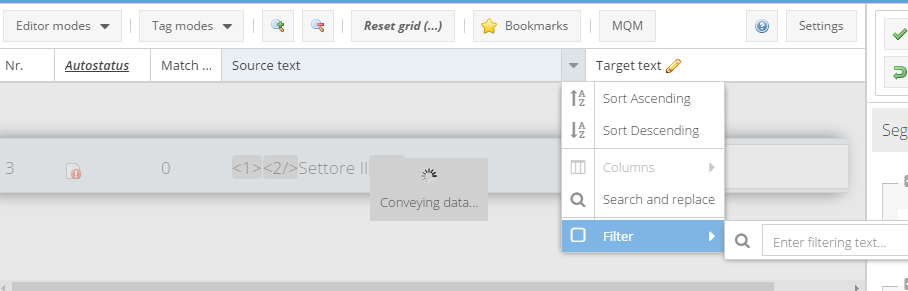 Editor modes Tag modes Reset grid (...) Bookmarks MQM Settings
Nr. Autostatus Match ... Source text Target text
Sort Ascending
Sort Descending
Columns
Search and replace
Filter Enter filtering text...
3 0 <1><2/>Settore II
Conveying data...